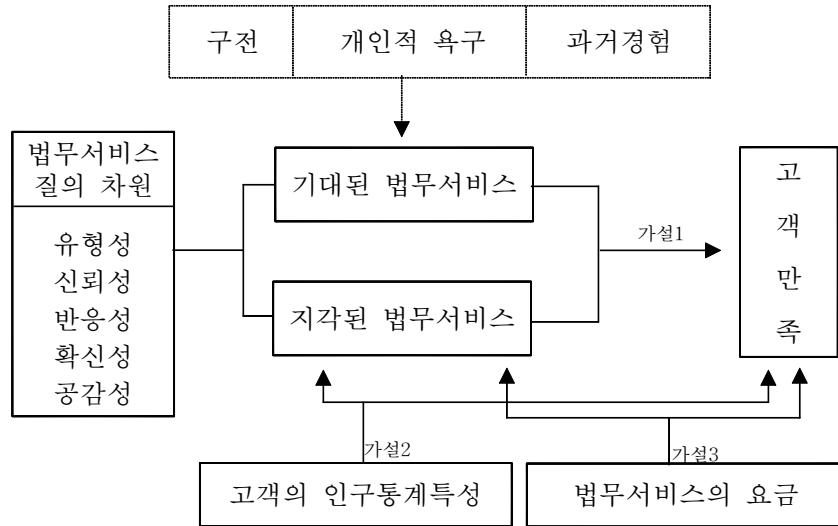 구전
개인적 욕구
과거경험
법무서비스
질의 차원
유형성
신뢰성
반응성
확신성
공감성
기대된 법무서비스
지각된 법무서비스
가설1
고
객
만
족
가설2
가설3
고객의 인구통계특성
법무서비스의 요금